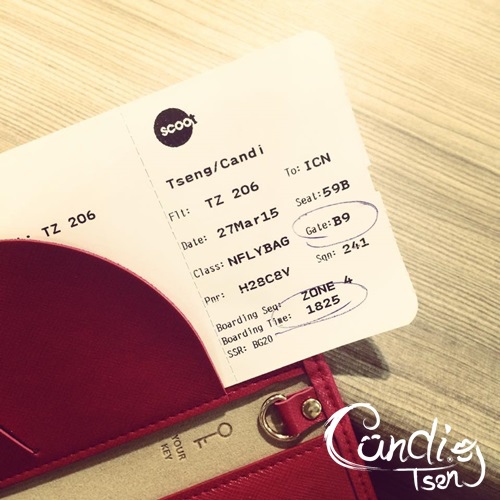 scoot
Tseng/Candi
Flt: TZ 206 To: ICN
Date: 27Mar15 Seat: 59B
Class: NFLYBAG Gate: B9
Pnr: H28C8V Sqn: 241
Boarding Seq: ZONE 4
Boarding Time: 1825
SSR: BG20
: TZ 206
YOUR
KEY
Candi
Tseng